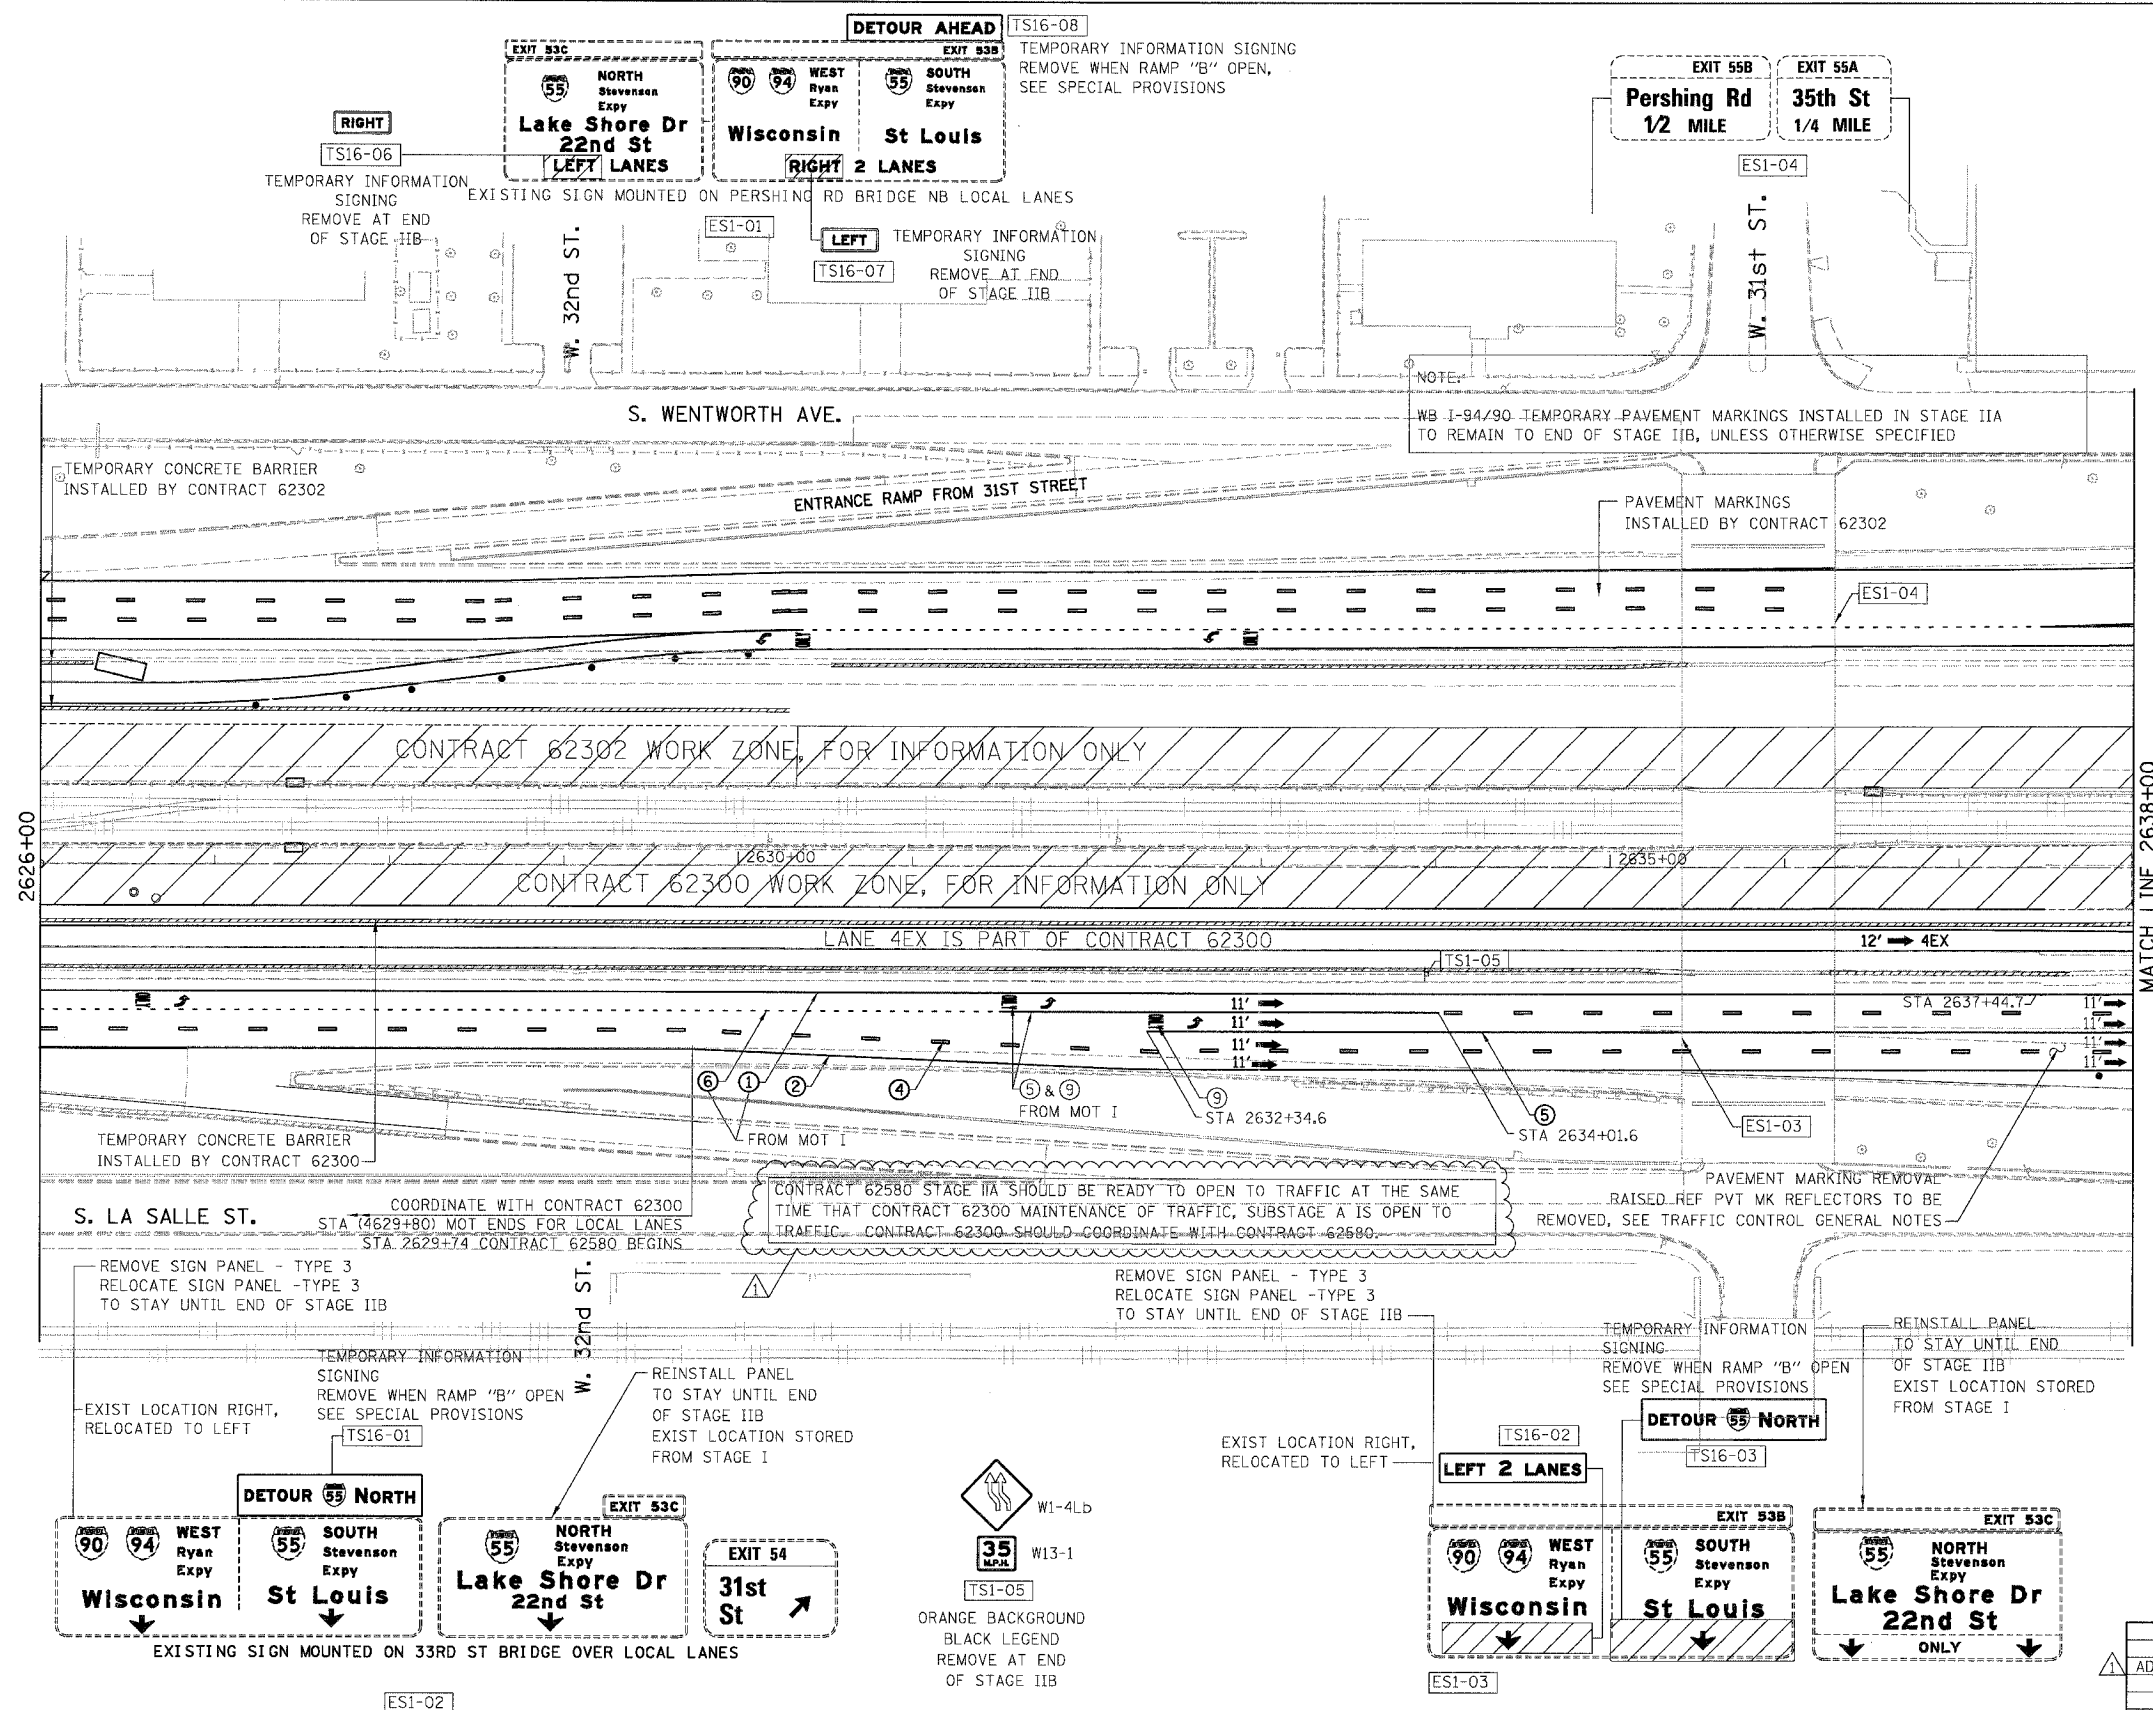 DETOUR AHEAD
TS16-08
TEMPORARY INFORMATION SIGNING
REMOVE WHEN RAMP "B" OPEN,
SEE SPECIAL PROVISIONS
EXIT 53C
55
NORTH
Stevenson
Expy
Lake Shore Dr
22nd St
LEFT LANES
EXIT 53B
90 94 WEST
Ryan
Expy
Wisconsin
55 SOUTH
Stevenson
Expy
St Louis
RIGHT 2 LANES
RIGHT
TS16-06
TEMPORARY INFORMATION
SIGNING
REMOVE AT END
OF STAGE IIB
EXISTING SIGN MOUNTED ON PERSHING RD BRIDGE NB LOCAL LANES
ES1-01
LEFT
TS16-07
TEMPORARY INFORMATION
SIGNING
REMOVE AT END
OF STAGE IIB
EXIT 55B
Pershing Rd
1/2 MILE
EXIT 55A
35th St
1/4 MILE
ES1-04
W. 32nd ST.
W. 31st ST.
NOTE:
WB I-94/90 TEMPORARY PAVEMENT MARKINGS INSTALLED IN STAGE IIA
TO REMAIN TO END OF STAGE IIB, UNLESS OTHERWISE SPECIFIED
S. WENTWORTH AVE.
TEMPORARY CONCRETE BARRIER
INSTALLED BY CONTRACT 62302
ENTRANCE RAMP FROM 31ST STREET
PAVEMENT MARKINGS
INSTALLED BY CONTRACT 62302
ES1-04
CONTRACT 62302 WORK ZONE, FOR INFORMATION ONLY
2626+00
2630+00
2635+00
MATCH LINE 2638+00
CONTRACT 62300 WORK ZONE, FOR INFORMATION ONLY
LANE 4EX IS PART OF CONTRACT 62300
12' 4EX
TS1-05
STA 2637+44.7
11'
11'
11'
11'
11'
11'
11'
11'
6
1
2
4
5 & 9
FROM MOT I
FROM MOT I
9
STA 2632+34.6
5
STA 2634+01.6
ES1-03
TEMPORARY CONCRETE BARRIER
INSTALLED BY CONTRACT 62300
S. LA SALLE ST.
COORDINATE WITH CONTRACT 62300
STA (4629+80) MOT ENDS FOR LOCAL LANES
STA 2629+74 CONTRACT 62580 BEGINS
CONTRACT 62580 STAGE IIA SHOULD BE READY TO OPEN TO TRAFFIC AT THE SAME
TIME THAT CONTRACT 62300 MAINTENANCE OF TRAFFIC, SUBSTAGE A IS OPEN TO
TRAFFIC. CONTRACT 62300 SHOULD COORDINATE WITH CONTRACT 62580.
1
PAVEMENT MARKING REMOVAL
RAISED REF PVT MK REFLECTORS TO BE
REMOVED, SEE TRAFFIC CONTROL GENERAL NOTES
REMOVE SIGN PANEL - TYPE 3
RELOCATE SIGN PANEL -TYPE 3
TO STAY UNTIL END OF STAGE IIB
W. 32nd ST.
REMOVE SIGN PANEL - TYPE 3
RELOCATE SIGN PANEL -TYPE 3
TO STAY UNTIL END OF STAGE IIB
EXIST LOCATION RIGHT,
RELOCATED TO LEFT
TEMPORARY INFORMATION
SIGNING
REMOVE WHEN RAMP "B" OPEN
SEE SPECIAL PROVISIONS
TS16-01
REINSTALL PANEL
TO STAY UNTIL END
OF STAGE IIB
EXIST LOCATION STORED
FROM STAGE I
TEMPORARY INFORMATION
SIGNING
REMOVE WHEN RAMP "B" OPEN
SEE SPECIAL PROVISIONS
REINSTALL PANEL
TO STAY UNTIL END
OF STAGE IIB
EXIST LOCATION STORED
FROM STAGE I
DETOUR 55 NORTH
TS16-03
EXIST LOCATION RIGHT,
RELOCATED TO LEFT
TS16-02
LEFT 2 LANES
DETOUR 55 NORTH
90 94 WEST
Ryan
Expy
Wisconsin
55 SOUTH
Stevenson
Expy
St Louis
EXIT 53C
55
NORTH
Stevenson
Expy
Lake Shore Dr
22nd St
EXIT 54
31st
St
EXISTING SIGN MOUNTED ON 33RD ST BRIDGE OVER LOCAL LANES
ES1-02
W1-4Lb
35
M.P.H.
W13-1
TS1-05
ORANGE BACKGROUND
BLACK LEGEND
REMOVE AT END
OF STAGE IIB
EXIT 53B
90 94 WEST
Ryan
Expy
Wisconsin
55 SOUTH
Stevenson
Expy
St Louis
ES1-03
EXIT 53C
55
NORTH
Stevenson
Expy
Lake Shore Dr
22nd St
ONLY
1
AD